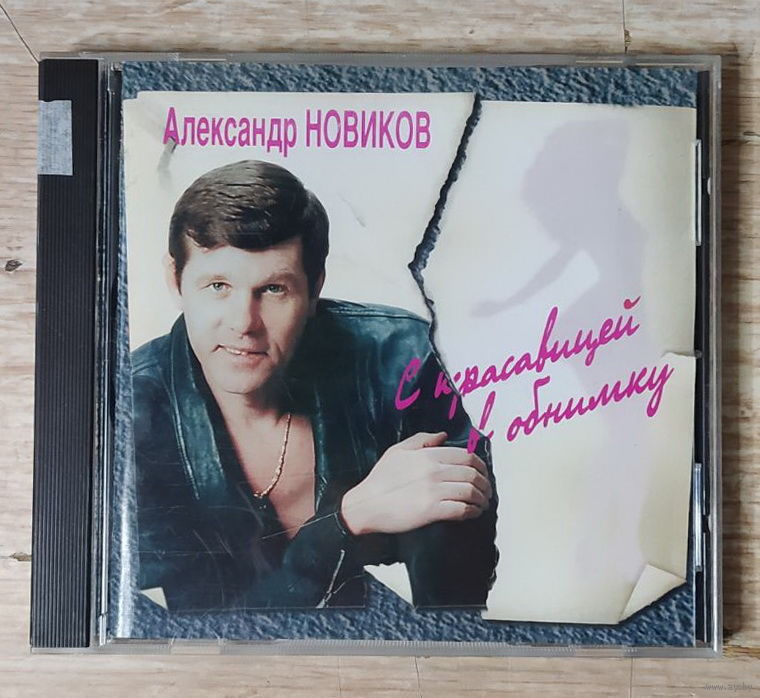 Александр НОВИКОВ
С красавицей
в обнимку